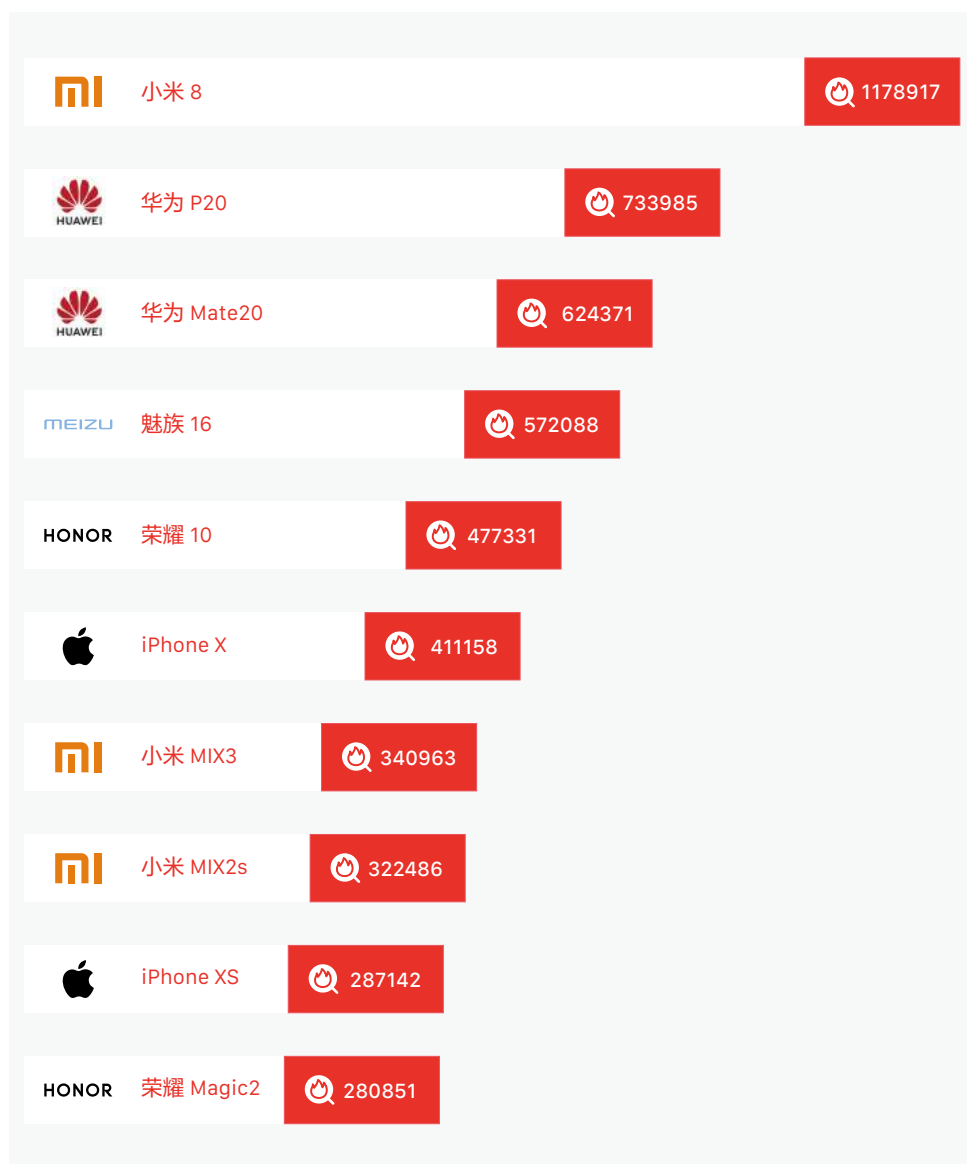 小米 8
1178917
HUAWEI
华为 P20
733985
HUAWEI
华为 Mate20
624371
MEIZU
魅族 16
572088
HONOR
荣耀 10
477331
iPhone X
411158
小米 MIX3
340963
小米 MIX2s
322486
iPhone XS
287142
HONOR
荣耀 Magic2
280851